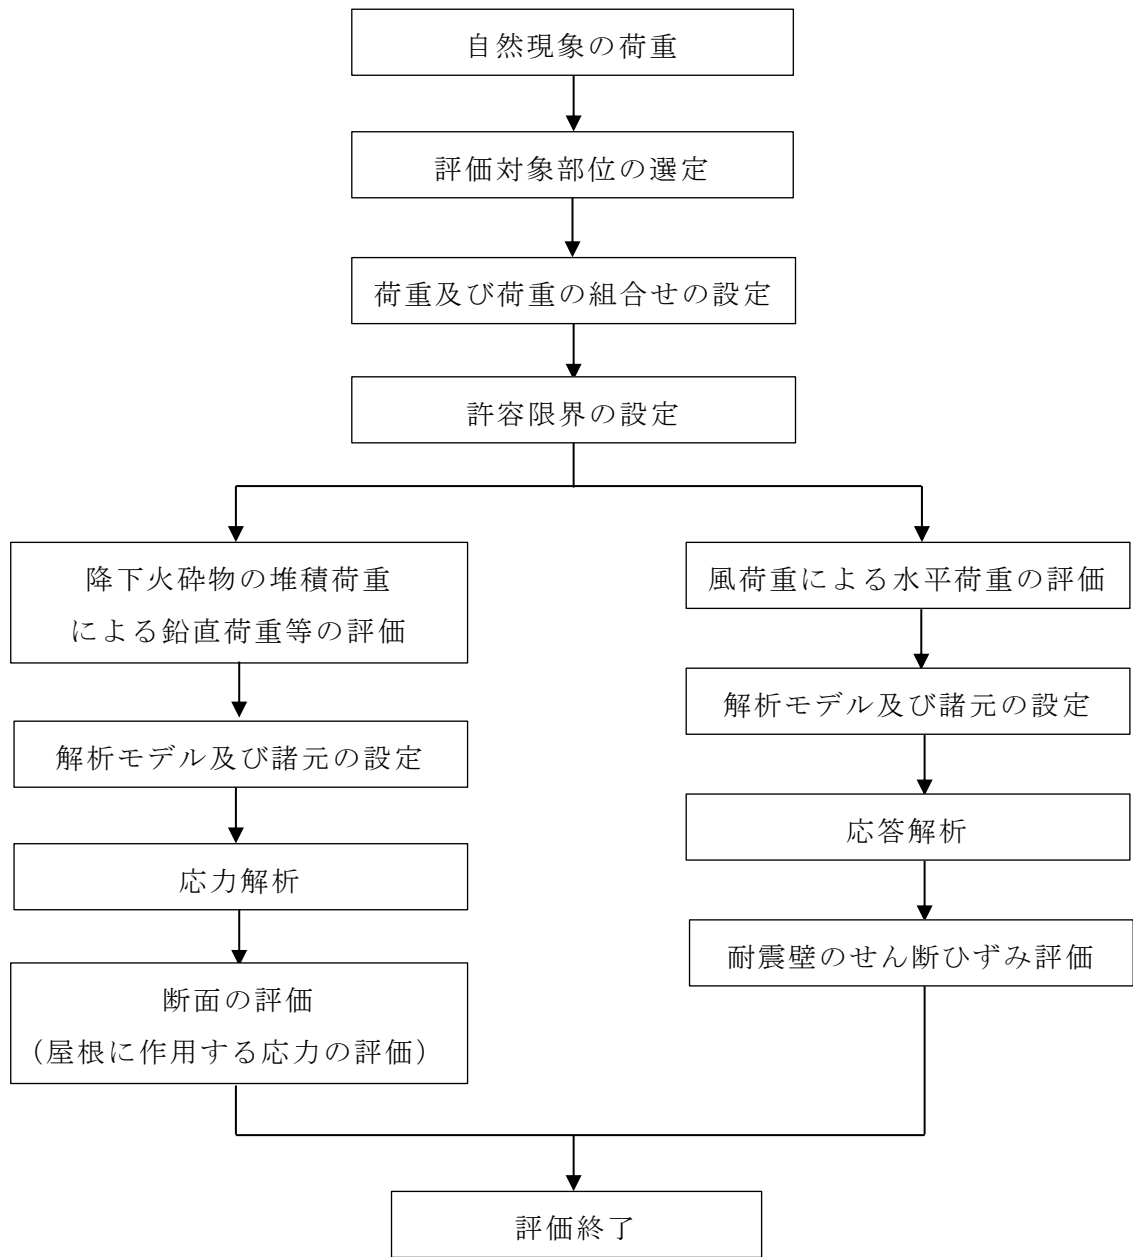 自然現象の荷重
評価対象部位の選定
荷重及び荷重の組合せの設定
許容限界の設定
降下火砕物の堆積荷重
による鉛直荷重等の評価
解析モデル及び諸元の設定
応力解析
断面の評価
（屋根に作用する応力の評価）
風荷重による水平荷重の評価
解析モデル及び諸元の設定
応答解析
耐震壁のせん断ひずみ評価
評価終了